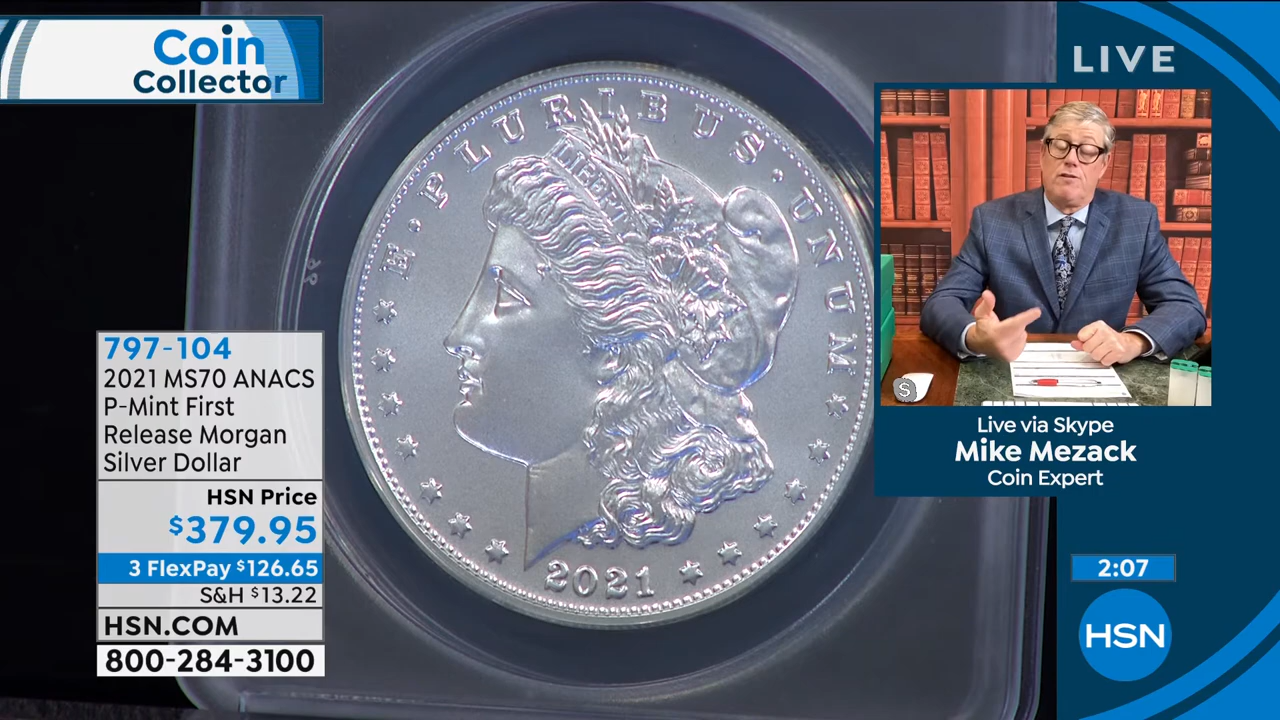 Coin
Collector
LIVE
E · PLURIBUS · UNUM
LIBERTY
2021
797-104
2021 MS70 ANACS
P-Mint First
Release Morgan
Silver Dollar
HSN Price
$379.95
3 FlexPay $126.65
S&H $13.22
HSN.COM
800-284-3100
$
Live via Skype
Mike Mezack
Coin Expert
2:07
HSN